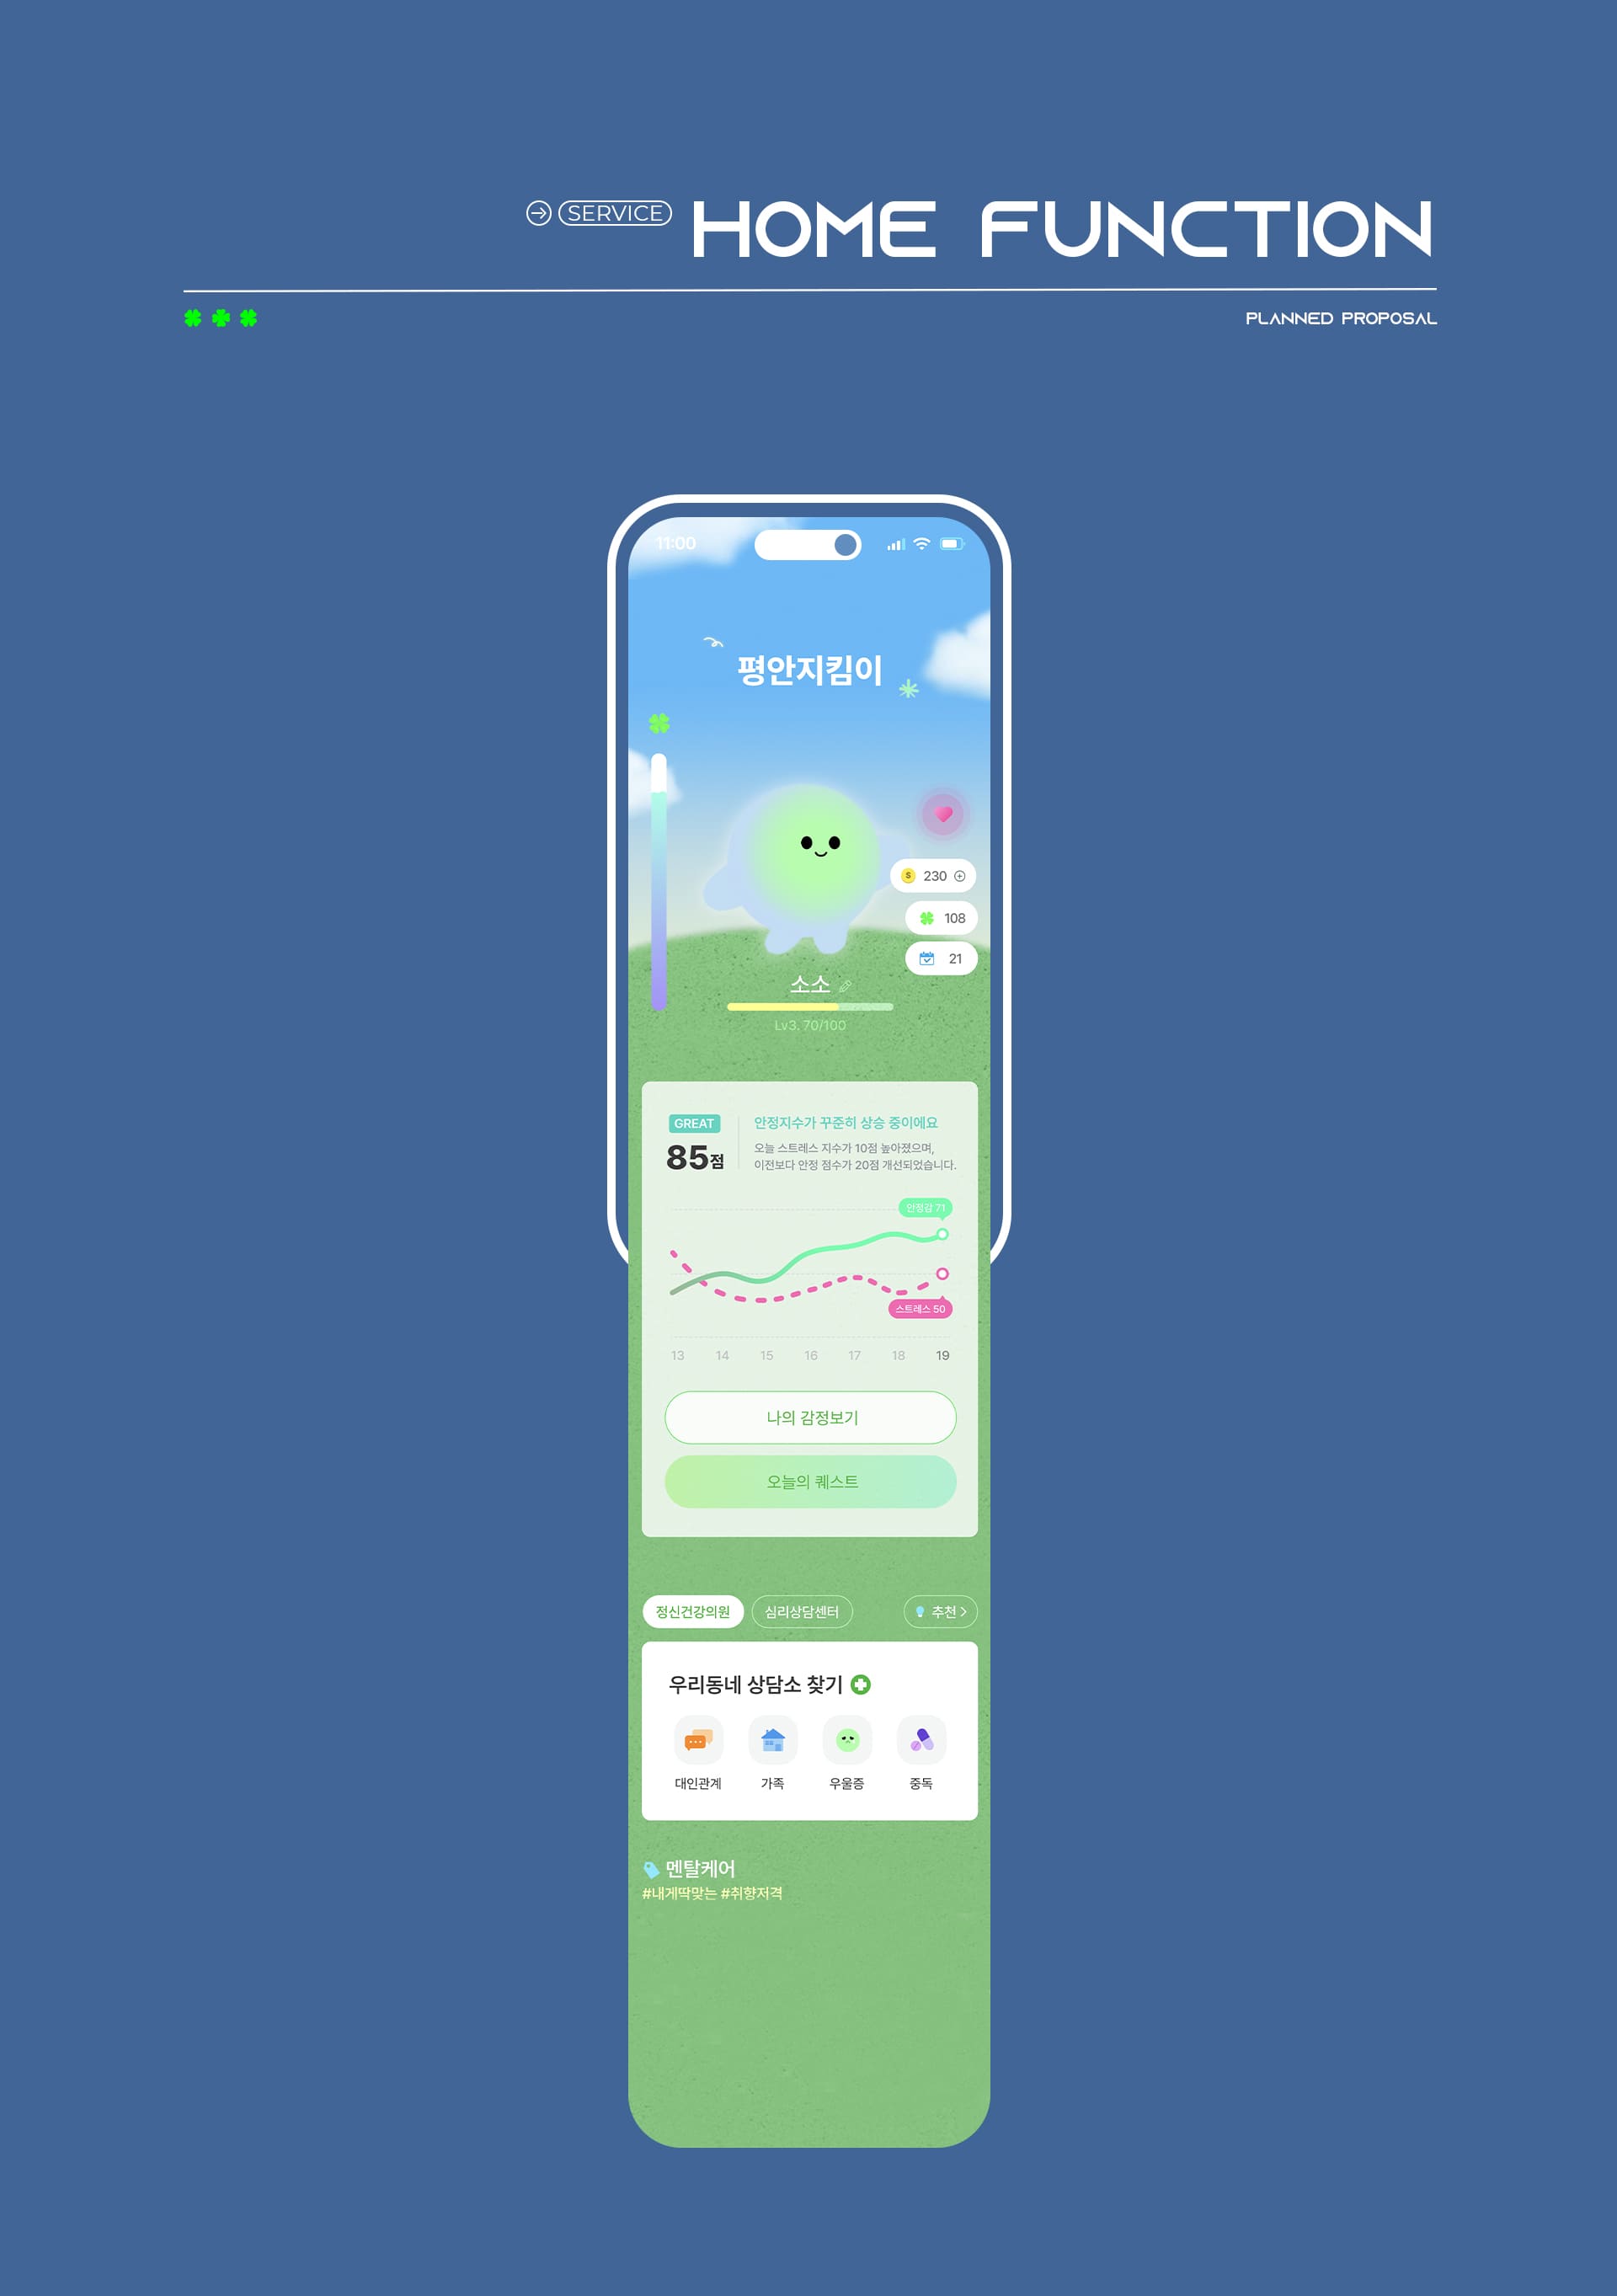 SERVICE
HOME FUNCTION
PLANNED PROPOSAL
11:00
평안지킴이
230
108
21
소소
Lv3. 70/100
GREAT
85점
안정지수가 꾸준히 상승 중이에요
오늘 스트레스 지수가 10점 높아졌으며,
이전보다 안정 점수가 20점 개선되었습니다.
안정감 71
스트레스 50
13 14 15 16 17 18 19
나의 감정보기
오늘의 퀘스트
정신건강의원 심리상담센터 추천 >
우리동네 상담소 찾기
대인관계 가족 우울증 중독
멘탈케어
#내게딱맞는 #취향저격